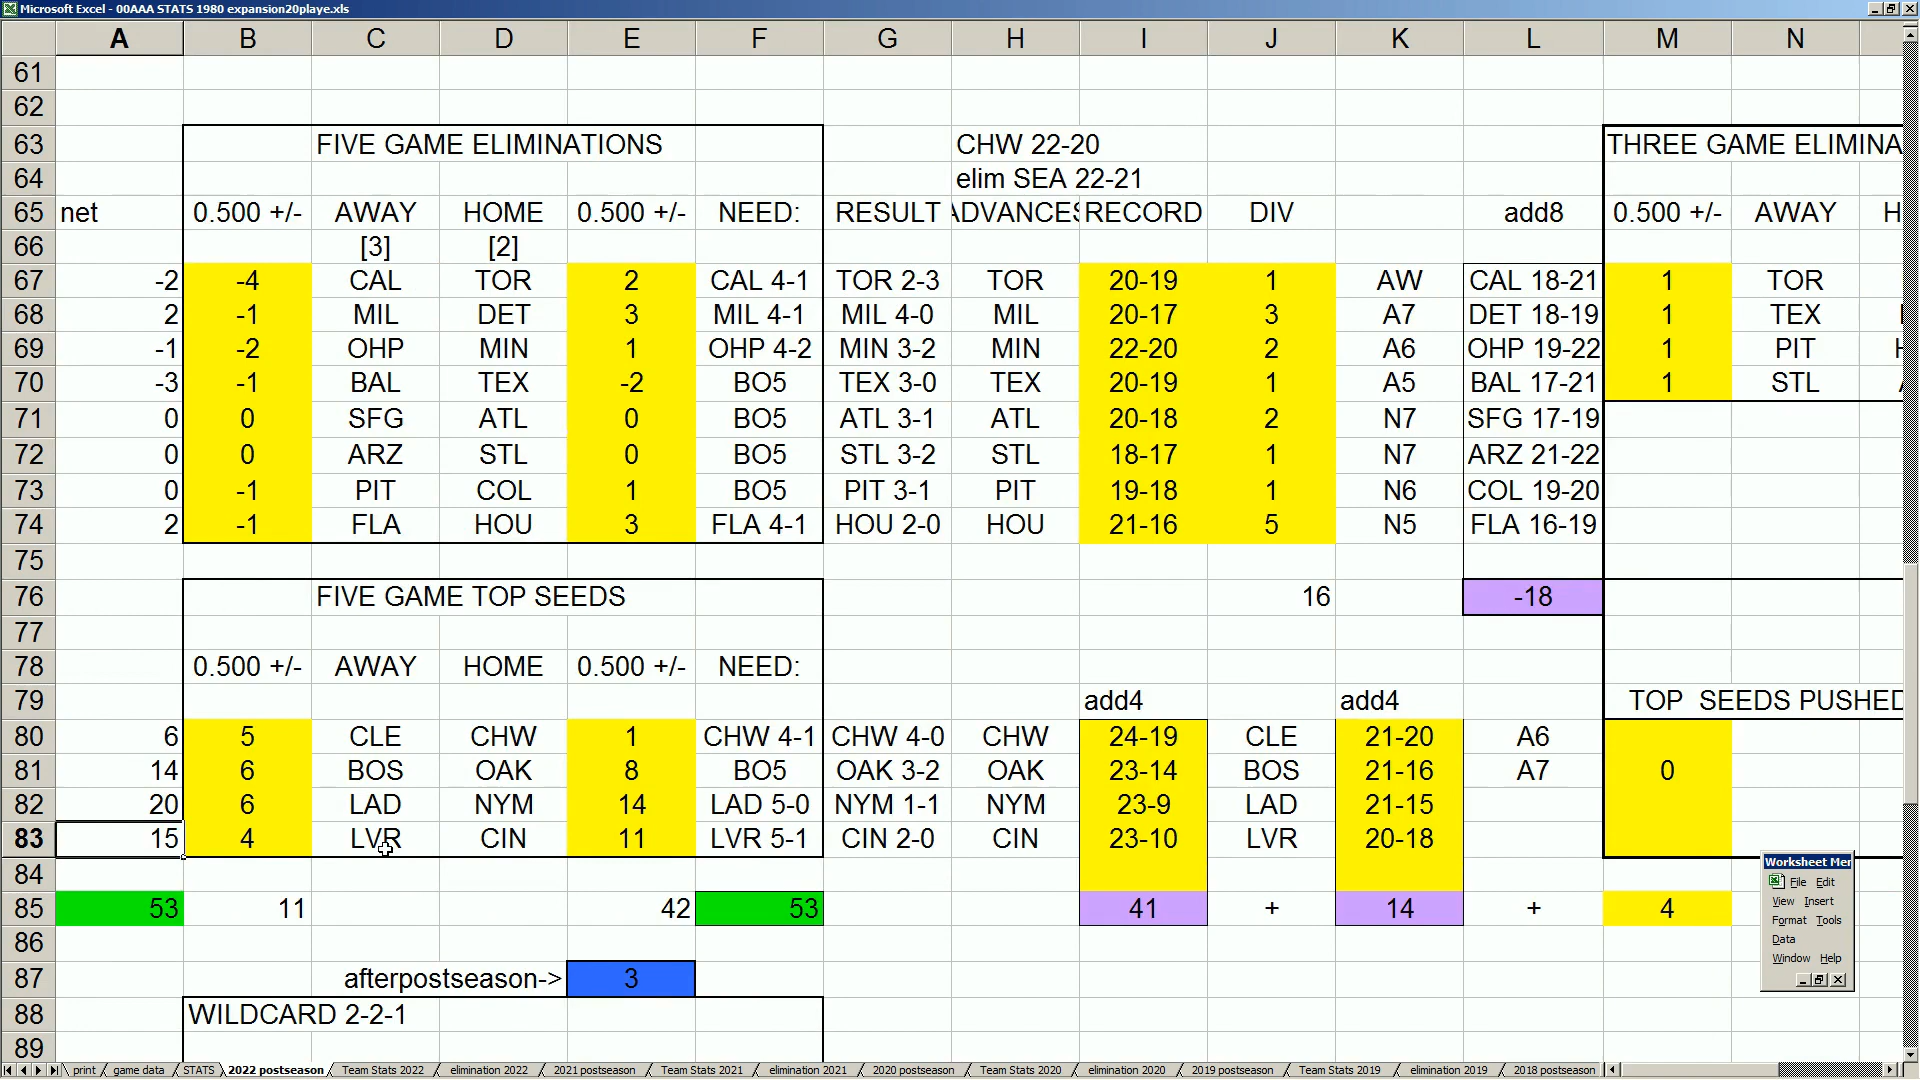 Microsoft Excel - 00AAA STATS 1980 expansion20playe.xls
A B C D E F G H I J K L M N
61
62
63 FIVE GAME ELIMINATIONS CHW 22-20 THREE GAME ELIMINA
64 elim SEA 22-21
65 net 0.500 +/- AWAY HOME 0.500 +/- NEED: RESULT ADVANCES RECORD DIV add8 0.500 +/- AWAY H
66 [3] [2]
67 -2 -4 CAL TOR 2 CAL 4-1 TOR 2-3 TOR 20-19 1 AW CAL 18-21 1 TOR
68 2 -1 MIL DET 3 MIL 4-1 MIL 4-0 MIL 20-17 3 A7 DET 18-19 1 TEX
69 -1 -2 OHP MIN 1 OHP 4-2 MIN 3-2 MIN 22-20 2 A6 OHP 19-22 1 PIT
70 -3 -1 BAL TEX -2 BO5 TEX 3-0 TEX 20-19 1 A5 BAL 17-21 1 STL
71 0 0 SFG ATL 0 BO5 ATL 3-1 ATL 20-18 2 N7 SFG 17-19
72 0 0 ARZ STL 0 BO5 STL 3-2 STL 18-17 1 N7 ARZ 21-22
73 0 -1 PIT COL 1 BO5 PIT 3-1 PIT 19-18 1 N6 COL 19-20
74 2 -1 FLA HOU 3 FLA 4-1 HOU 2-0 HOU 21-16 5 N5 FLA 16-19
75
76 FIVE GAME TOP SEEDS 16 -18
77
78 0.500 +/- AWAY HOME 0.500 +/- NEED:
79 add4 add4 TOP SEEDS PUSHED
80 6 5 CLE CHW 1 CHW 4-1 CHW 4-0 CHW 24-19 CLE 21-20 A6
81 14 6 BOS OAK 8 BO5 OAK 3-2 OAK 23-14 BOS 21-16 A7 0
82 20 6 LAD NYM 14 LAD 5-0 NYM 1-1 NYM 23-9 LAD 21-15
83 15 4 LVR CIN 11 LVR 5-1 CIN 2-0 CIN 23-10 LVR 20-18
84
85 53 11 42 53 41 + 14 + 4
86
87 afterpostseason-> 3
88 WILDCARD 2-2-1
89
Worksheet Mer
File Edit
View Insert
Format Tools
Data
Window Help
print game data STATS 2022 postseason Team Stats 2022 elimination 2022 2021 postseason Team Stats 2021 elimination 2021 2020 postseason Team Stats 2020 elimination 2020 2019 postseason Team Stats 2019 elimination 2019 2018 postseason